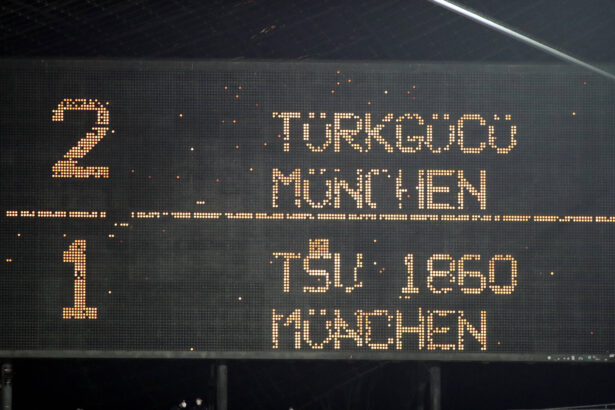 2 TÜRKGÜCÜ
MÜNCHEN
1 TSV 1860
MÜNCHEN